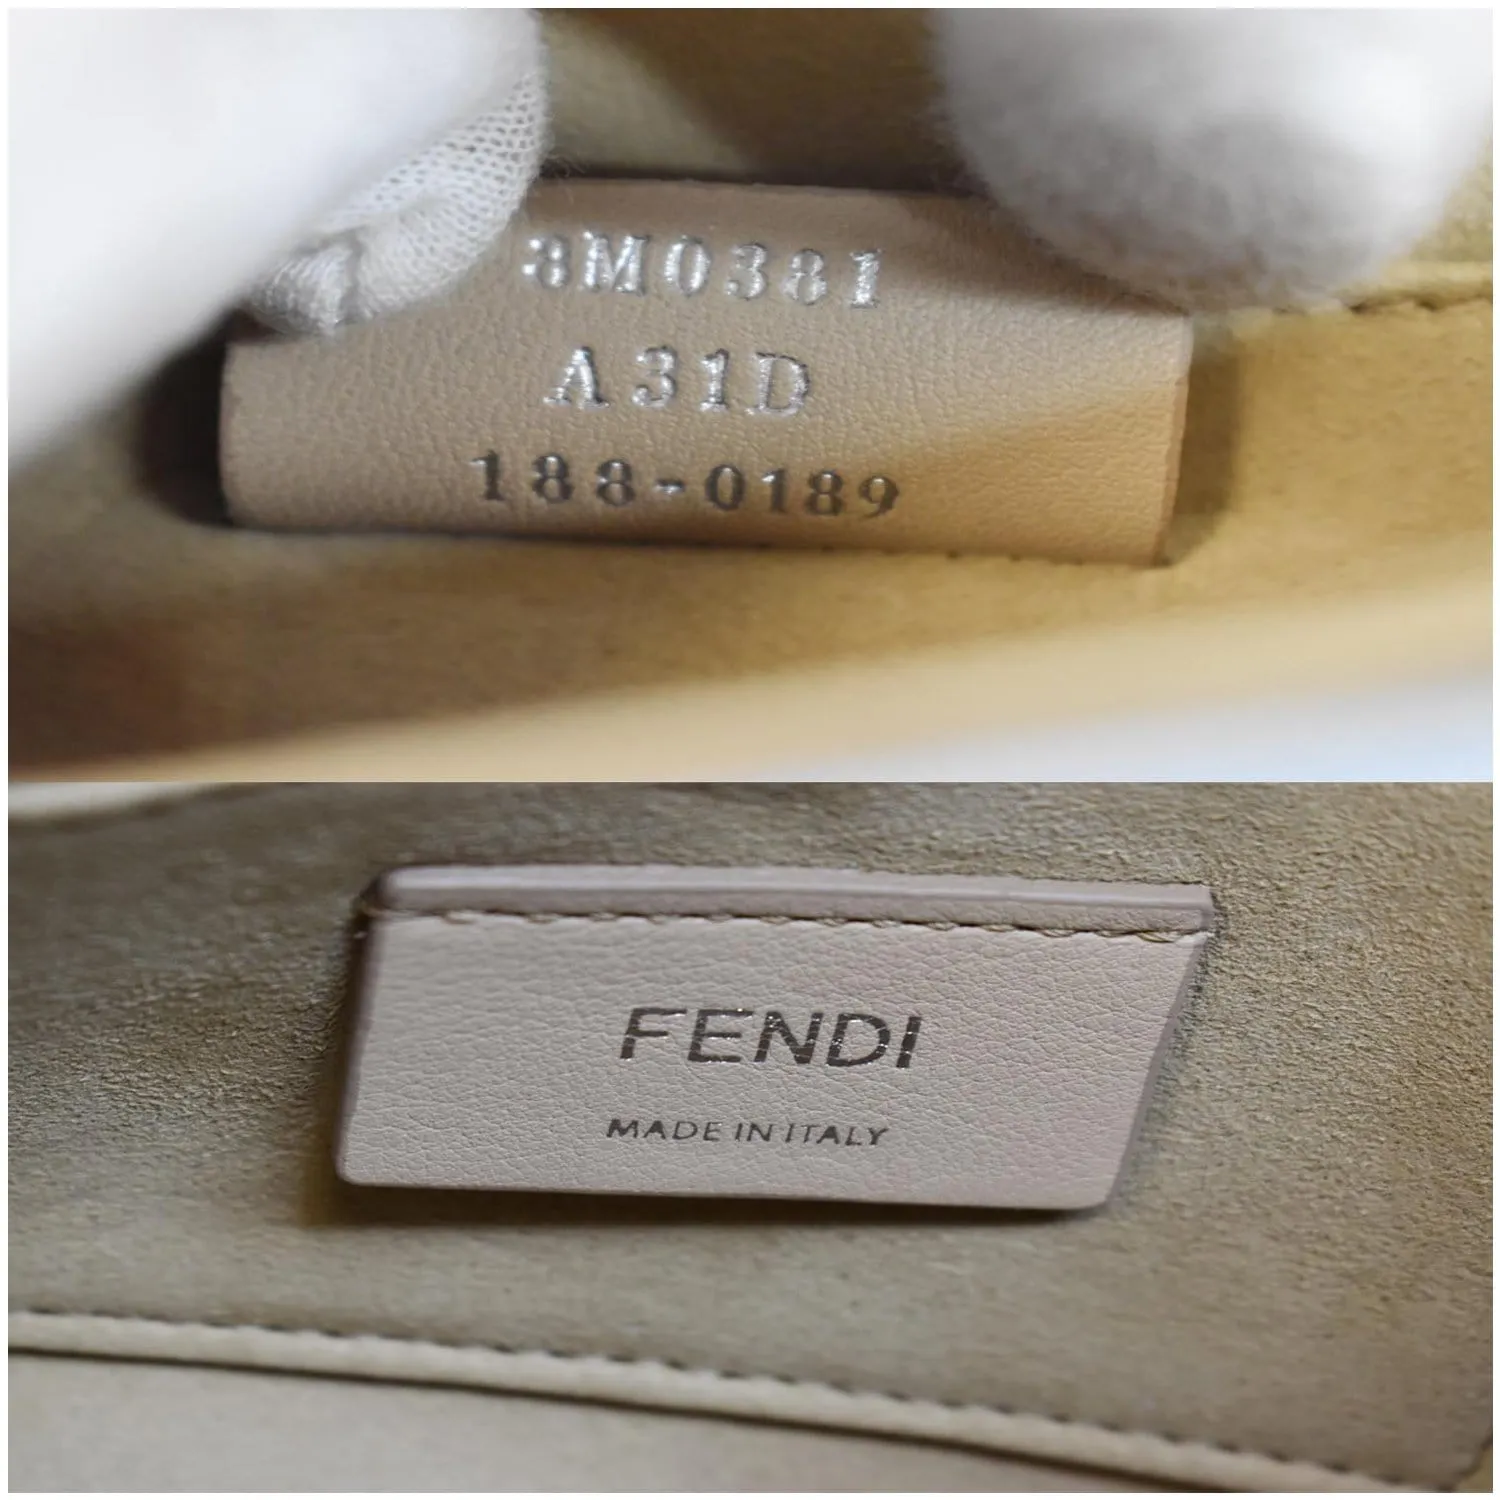 8M0381
A31D
188-0189
FENDI
MADE IN ITALY